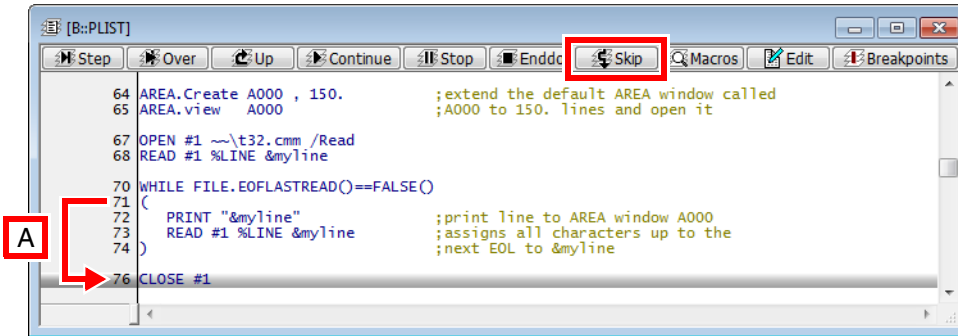 [B::PLIST]
Step Over Up Continue Stop Enddo Skip Macros Edit Breakpoints
64 AREA.Create A000 , 150. ;extend the default AREA window called
65 AREA.view A000 ;A000 to 150. lines and open it
67 OPEN #1 ~~\t32.cmm /Read
68 READ #1 %LINE &myline
70 WHILE FILE.EOFLASTREAD()==FALSE()
71 (
72 PRINT "&myline" ;print line to AREA window A000
73 READ #1 %LINE &myline ;assigns all characters up to the
74 ) ;next EOL to &myline
A
76 CLOSE #1